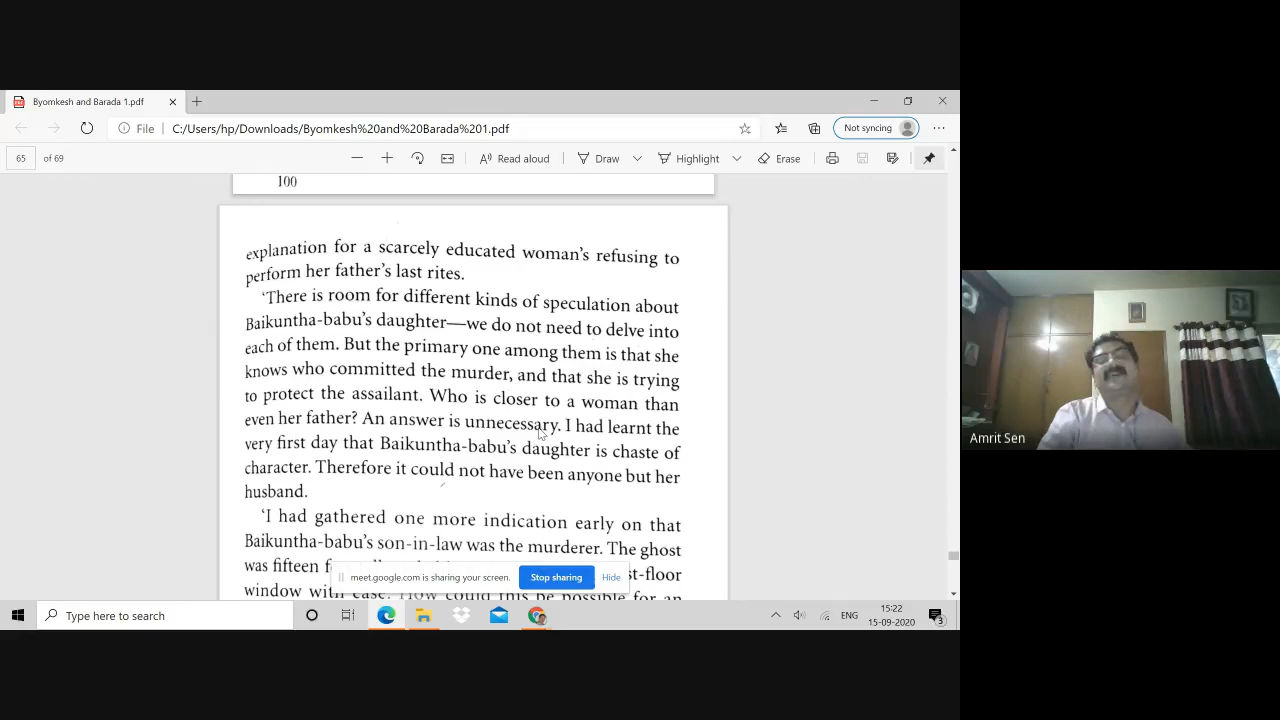 Byomkesh and Barada 1.pdf
File C:/Users/hp/Downloads/Byomkesh%20and%20Barada%201.pdf Not syncing
65 of 69 Read aloud Draw Highlight Erase
100
explanation for a scarcely educated woman's refusing to
perform her father's last rites.
'There is room for different kinds of speculation about
Baikuntha-babu's daughter—we do not need to delve into
each of them. But the primary one among them is that she
knows who committed the murder, and that she is trying
to protect the assailant. Who is closer to a woman than
even her father? An answer is unnecessary. I had learnt the
very first day that Baikuntha-babu's daughter is chaste of
character. Therefore it could not have been anyone but her
husband.
'I had gathered one more indication early on that
Baikuntha-babu's son-in-law was the murderer. The ghost
was fifteen
window with
meet.google.com is sharing your screen. Stop sharing Hide
Type here to search
ENG
15:22
15-09-2020
3
Amrit Sen